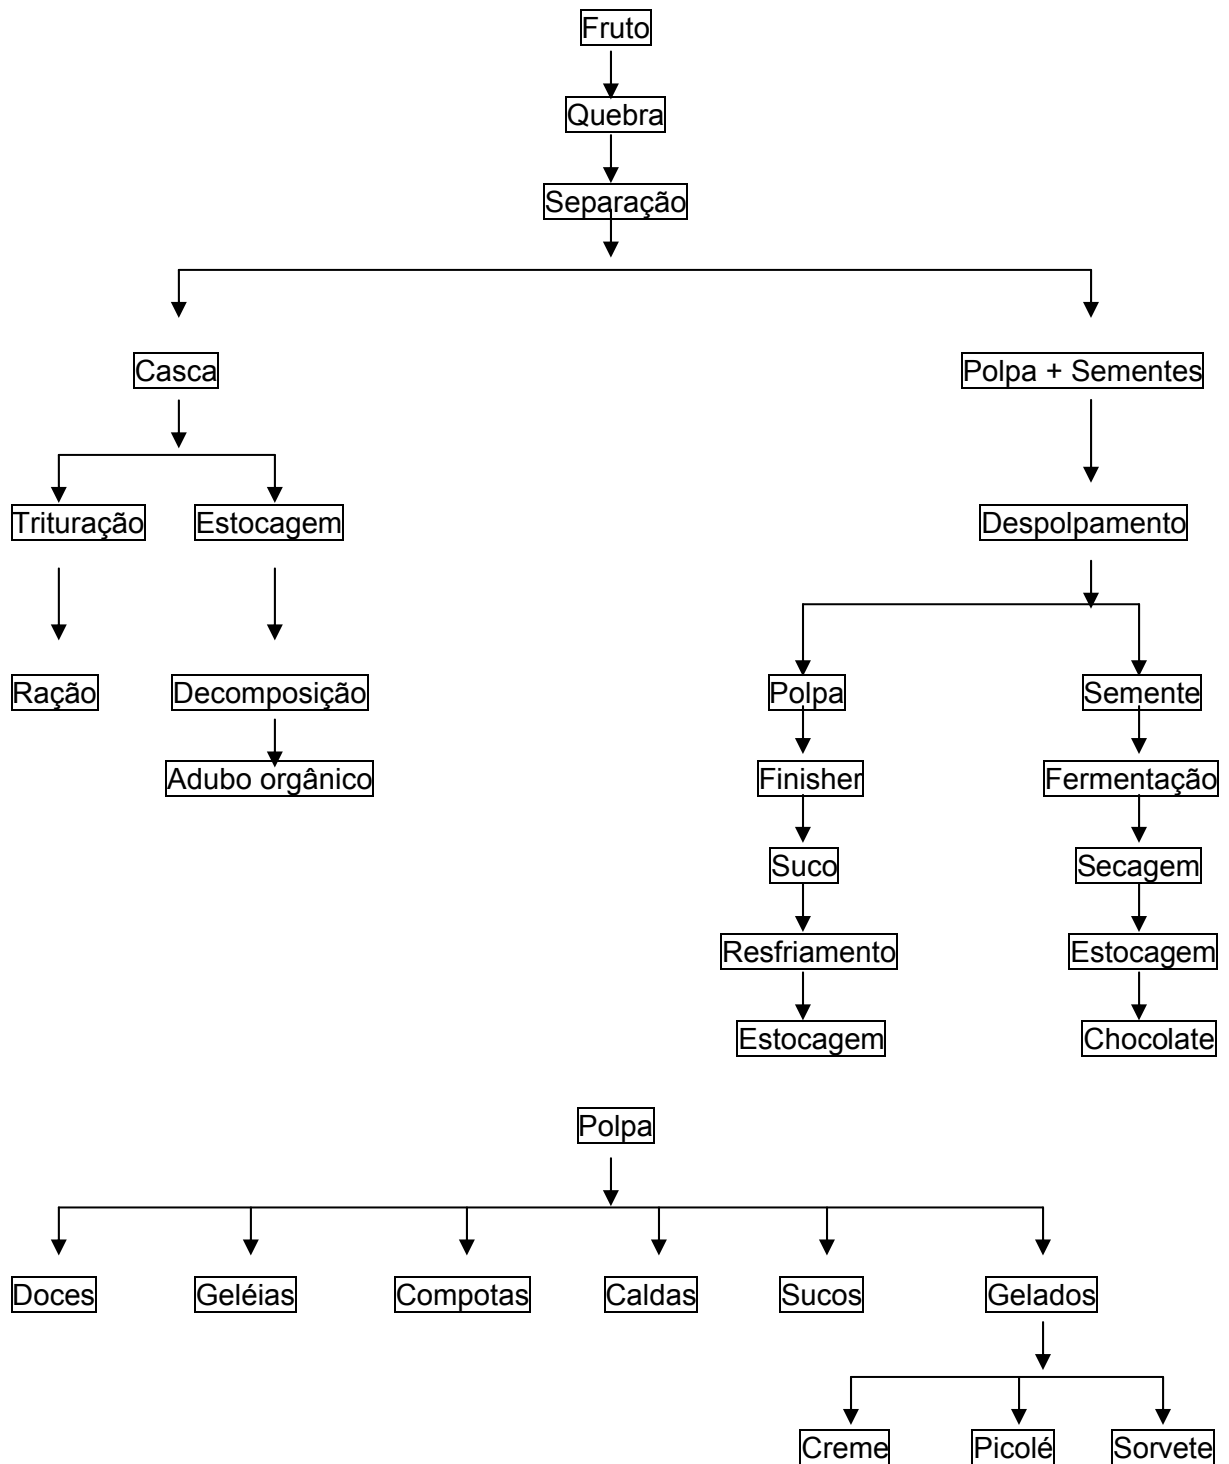 Fruto
Quebra
Separação
Casca
Polpa + Sementes
Trituração
Estocagem
Despolpamento
Ração
Decomposição
Polpa
Semente
Adubo orgânico
Finisher
Fermentação
Suco
Secagem
Resfriamento
Estocagem
Estocagem
Chocolate
Polpa
Doces
Geléias
Compotas
Caldas
Sucos
Gelados
Creme
Picolé
Sorvete